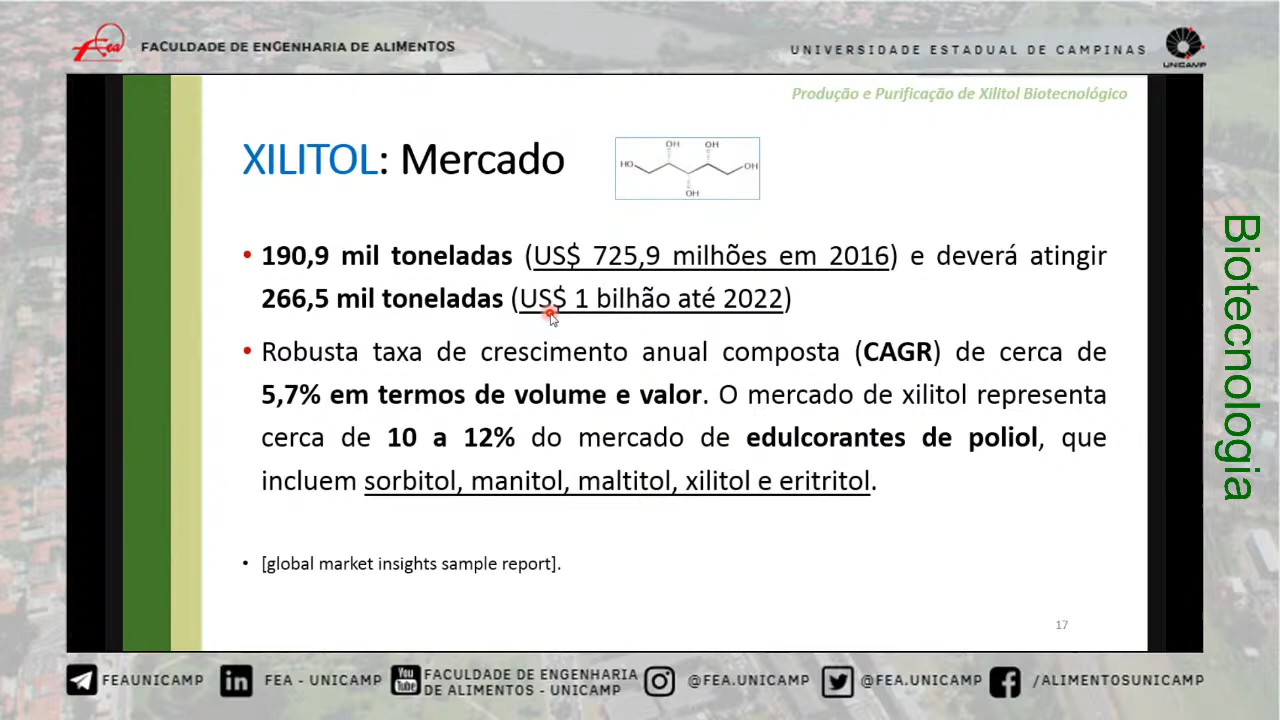 Fea
FACULDADE DE ENGENHARIA DE ALIMENTOS
UNIVERSIDADE ESTADUAL DE CAMPINAS
UNICAMP
Produção e Purificação de Xilitol Biotecnológico
XILITOL: Mercado
OH OH
HO OH
OH
• 190,9 mil toneladas (US$ 725,9 milhões em 2016) e deverá atingir
266,5 mil toneladas (US$ 1 bilhão até 2022)
• Robusta taxa de crescimento anual composta (CAGR) de cerca de
5,7% em termos de volume e valor. O mercado de xilitol representa
cerca de 10 a 12% do mercado de edulcorantes de poliol, que
incluem sorbitol, manitol, maltitol, xilitol e eritritol.
• [global market insights sample report].
17
Biotecnologia
FEAUNICAMP
in
FEA - UNICAMP
You
Tube
FACULDADE DE ENGENHARIA
DE ALIMENTOS - UNICAMP
@FEA.UNICAMP
@FEA.UNICAMP
/ALIMENTOSUNICAMP